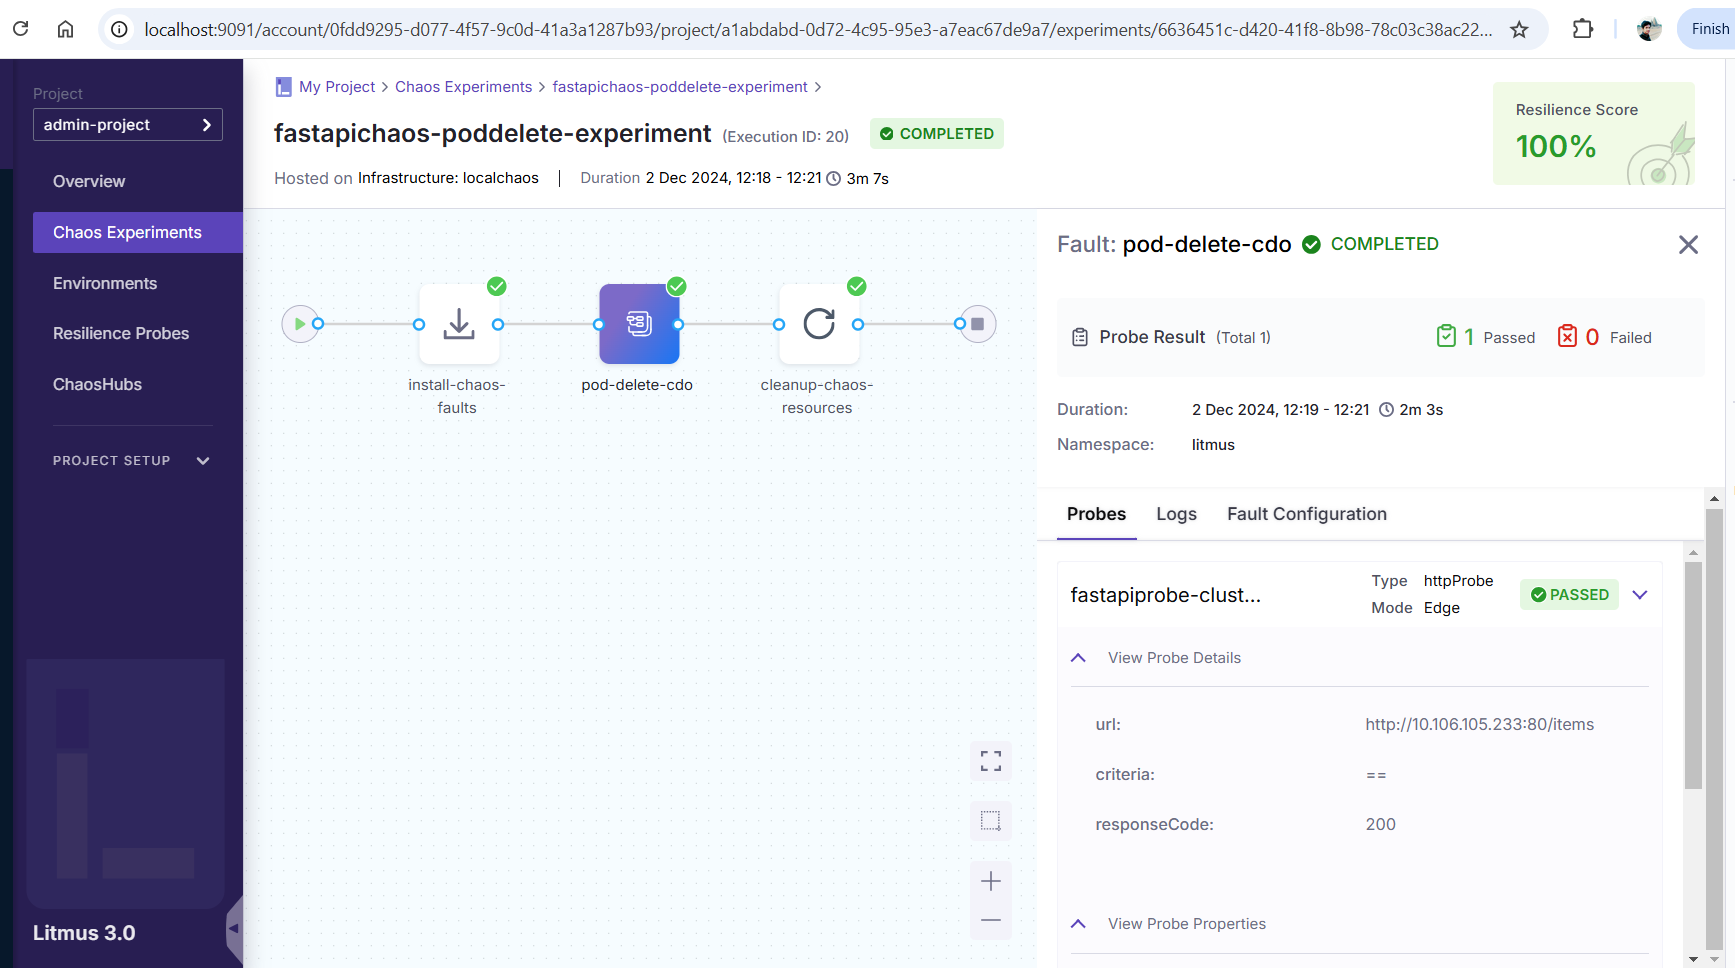 localhost:9091/account/0fdd9295-d077-4f57-9c0d-41a3a1287b93/project/a1abdabd-0d72-4c95-95e3-a7eac67de9a7/experiments/6636451c-d420-41f8-8b98-78c03c38ac22...
Finish
Project
admin-project
Overview
Chaos Experiments
Environments
Resilience Probes
ChaosHubs
PROJECT SETUP
Litmus 3.0
My Project > Chaos Experiments > fastapichaos-poddelete-experiment >
fastapichaos-poddelete-experiment (Execution ID: 20) COMPLETED
Hosted on Infrastructure: localchaos | Duration 2 Dec 2024, 12:18 - 12:21 3m 7s
Resilience Score
100%
install-chaos-
faults
pod-delete-cdo
cleanup-chaos-
resources
Fault: pod-delete-cdo COMPLETED
Probe Result (Total 1) 1 Passed 0 Failed
Duration: 2 Dec 2024, 12:19 - 12:21 2m 3s
Namespace: litmus
Probes Logs Fault Configuration
fastapiprobe-clust...
Type httpProbe
Mode Edge
PASSED
View Probe Details
url: http://10.106.105.233:80/items
criteria: ==
responseCode: 200
View Probe Properties